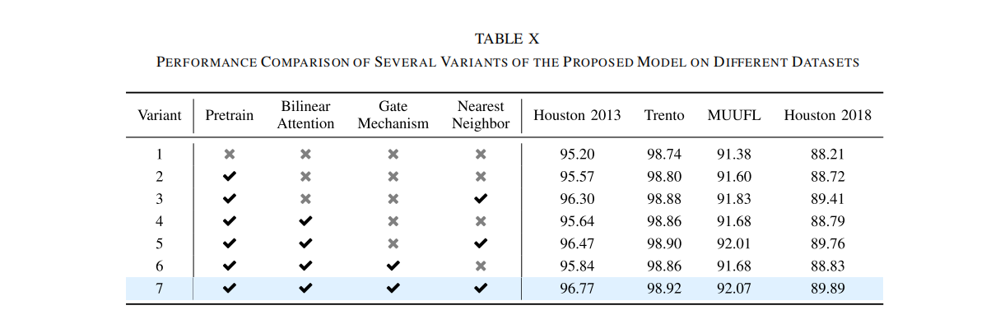 TABLE X
PERFORMANCE COMPARISON OF SEVERAL VARIANTS OF THE PROPOSED MODEL ON DIFFERENT DATASETS
Variant Pretrain Bilinear Attention Gate Mechanism Nearest Neighbor Houston 2013 Trento MUUFL Houston 2018
1 ✖ ✖ ✖ ✖ 95.20 98.74 91.38 88.21
2 ✔ ✖ ✖ ✖ 95.57 98.80 91.60 88.72
3 ✔ ✖ ✖ ✔ 96.30 98.88 91.83 89.41
4 ✔ ✔ ✖ ✖ 95.64 98.86 91.68 88.79
5 ✔ ✔ ✖ ✔ 96.47 98.90 92.01 89.76
6 ✔ ✔ ✔ ✖ 95.84 98.86 91.68 88.83
7 ✔ ✔ ✔ ✔ 96.77 98.92 92.07 89.89